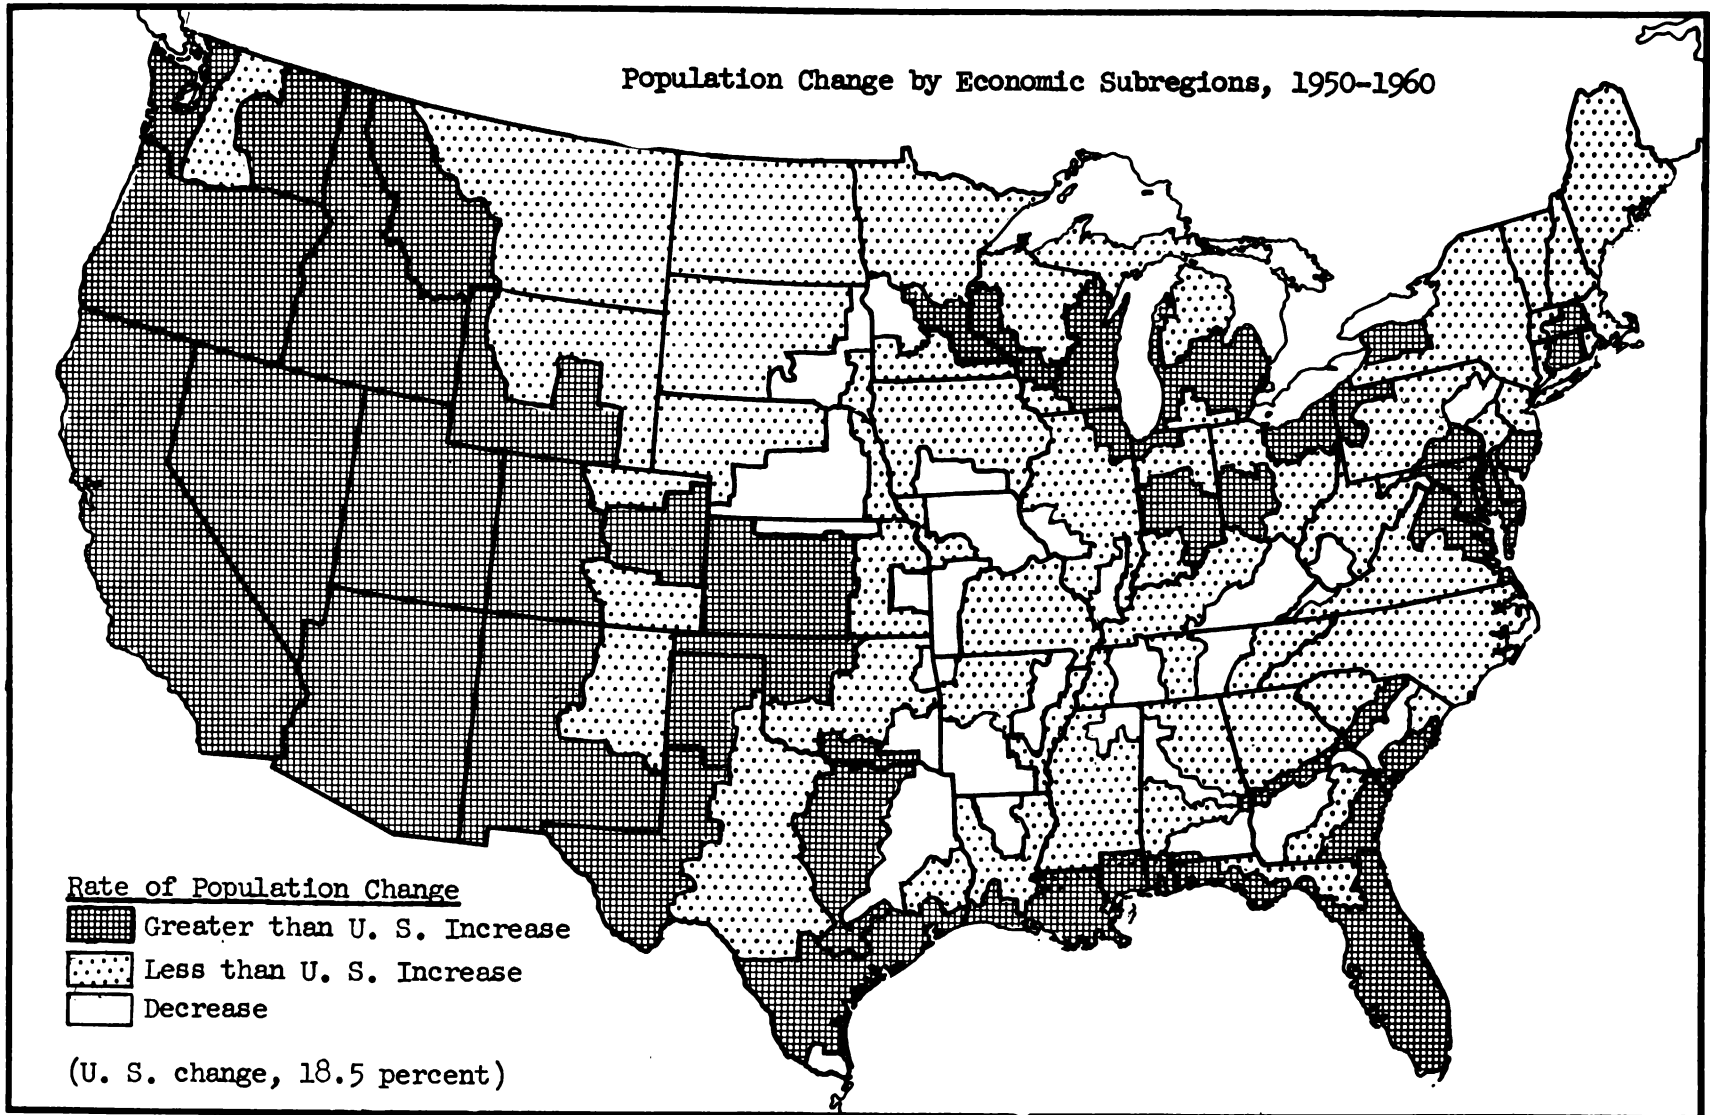 Population Change by Economic Subregions, 1950-1960
Rate of Population Change
Greater than U. S. Increase
Less than U. S. Increase
Decrease
(U. S. change, 18.5 percent)